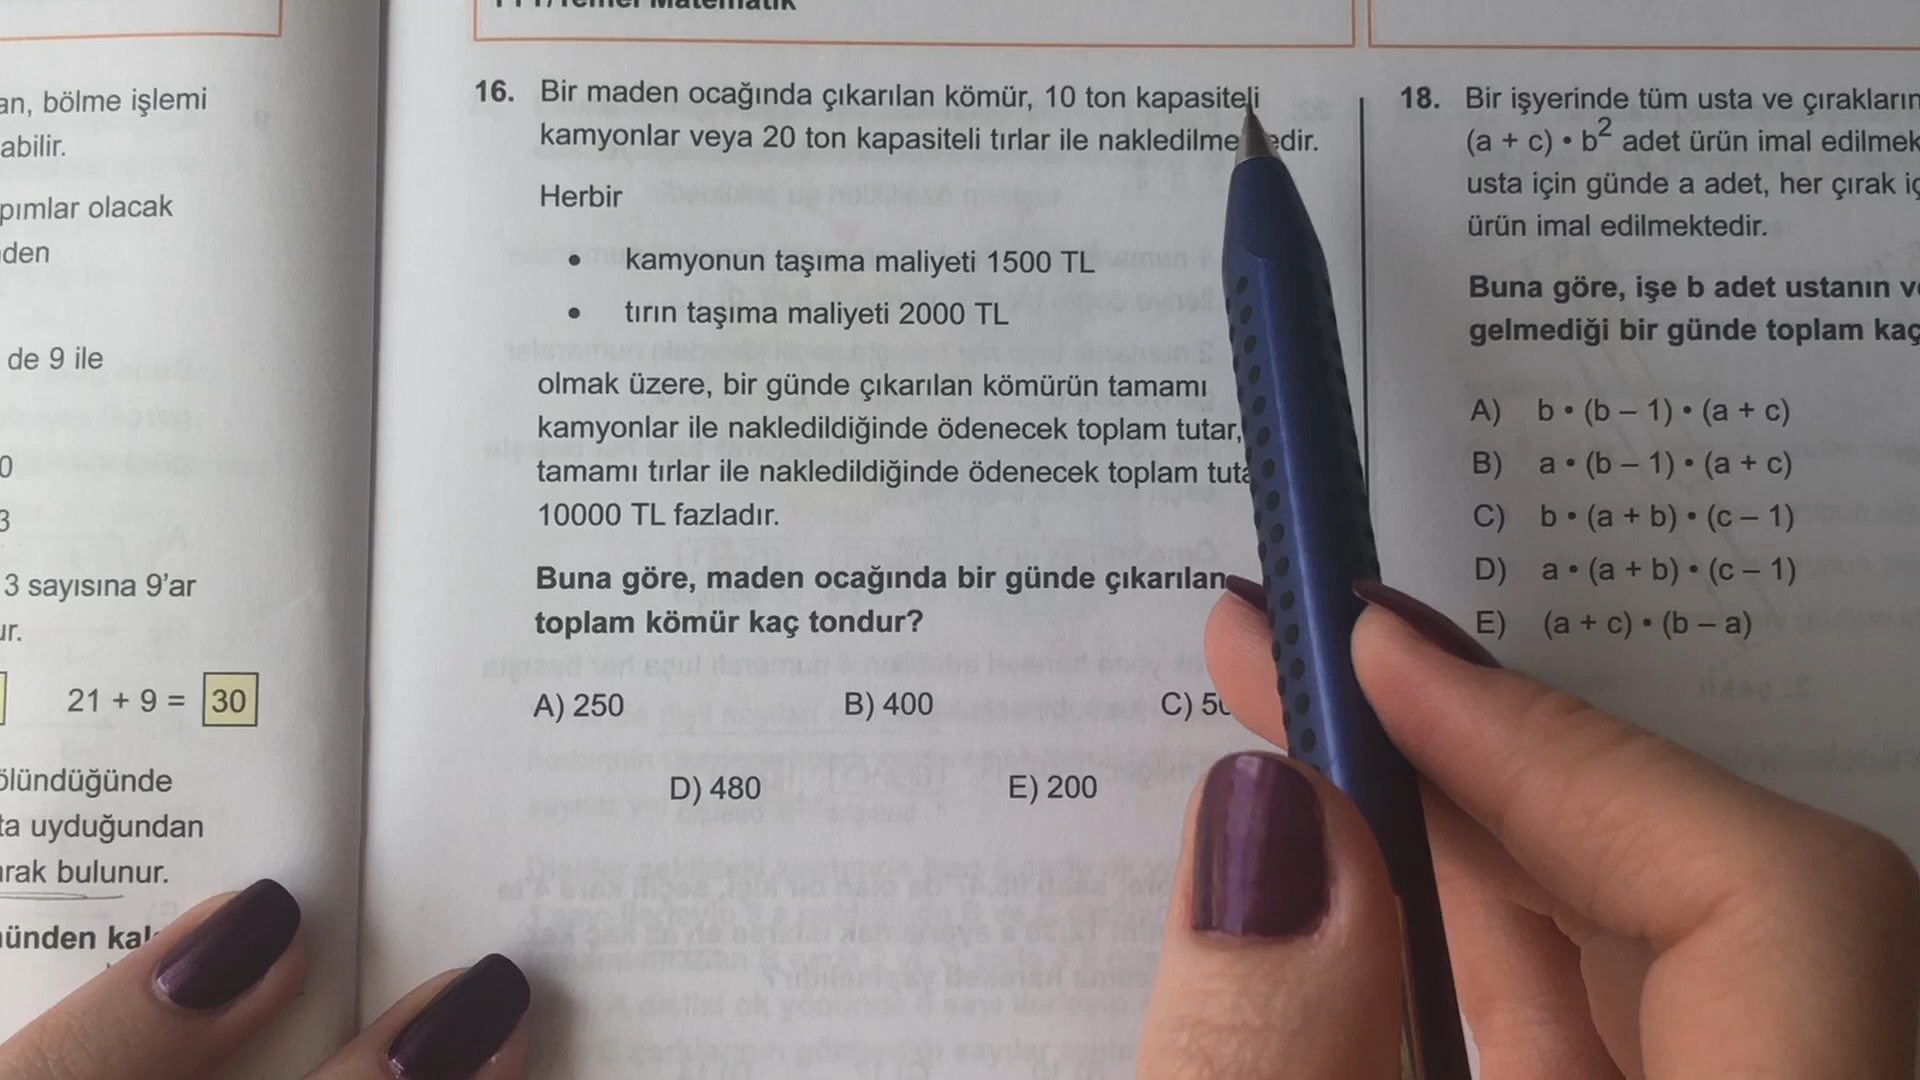 an, bölme işlemi
abilir.
pımlar olacak
den
de 9 ile
0
3
3 sayısına 9'ar
ur.
21 + 9 = 30
ölündüğünde
ta uyduğundan
arak bulunur.
ünden kal
TYT/Temel Matematik
16. Bir maden ocağında çıkarılan kömür, 10 ton kapasiteli
kamyonlar veya 20 ton kapasiteli tırlar ile nakledilme edir.
Herbir
• kamyonun taşıma maliyeti 1500 TL
• tırın taşıma maliyeti 2000 TL
olmak üzere, bir günde çıkarılan kömürün tamamı
kamyonlar ile nakledildiğinde ödenecek toplam tutar,
tamamı tırlar ile nakledildiğinde ödenecek toplam tuta
10000 TL fazladır.
Buna göre, maden ocağında bir günde çıkarılan
toplam kömür kaç tondur?
A) 250 B) 400 C) 50
D) 480 E) 200
18. Bir işyerinde tüm usta ve çırakların
(a + c) • b² adet ürün imal edilmek
usta için günde a adet, her çırak iç
ürün imal edilmektedir.
Buna göre, işe b adet ustanın ve
gelmediği bir günde toplam kaç
A) b • (b – 1) • (a + c)
B) a • (b – 1) • (a + c)
C) b • (a + b) • (c – 1)
D) a • (a + b) • (c – 1)
E) (a + c) • (b – a)